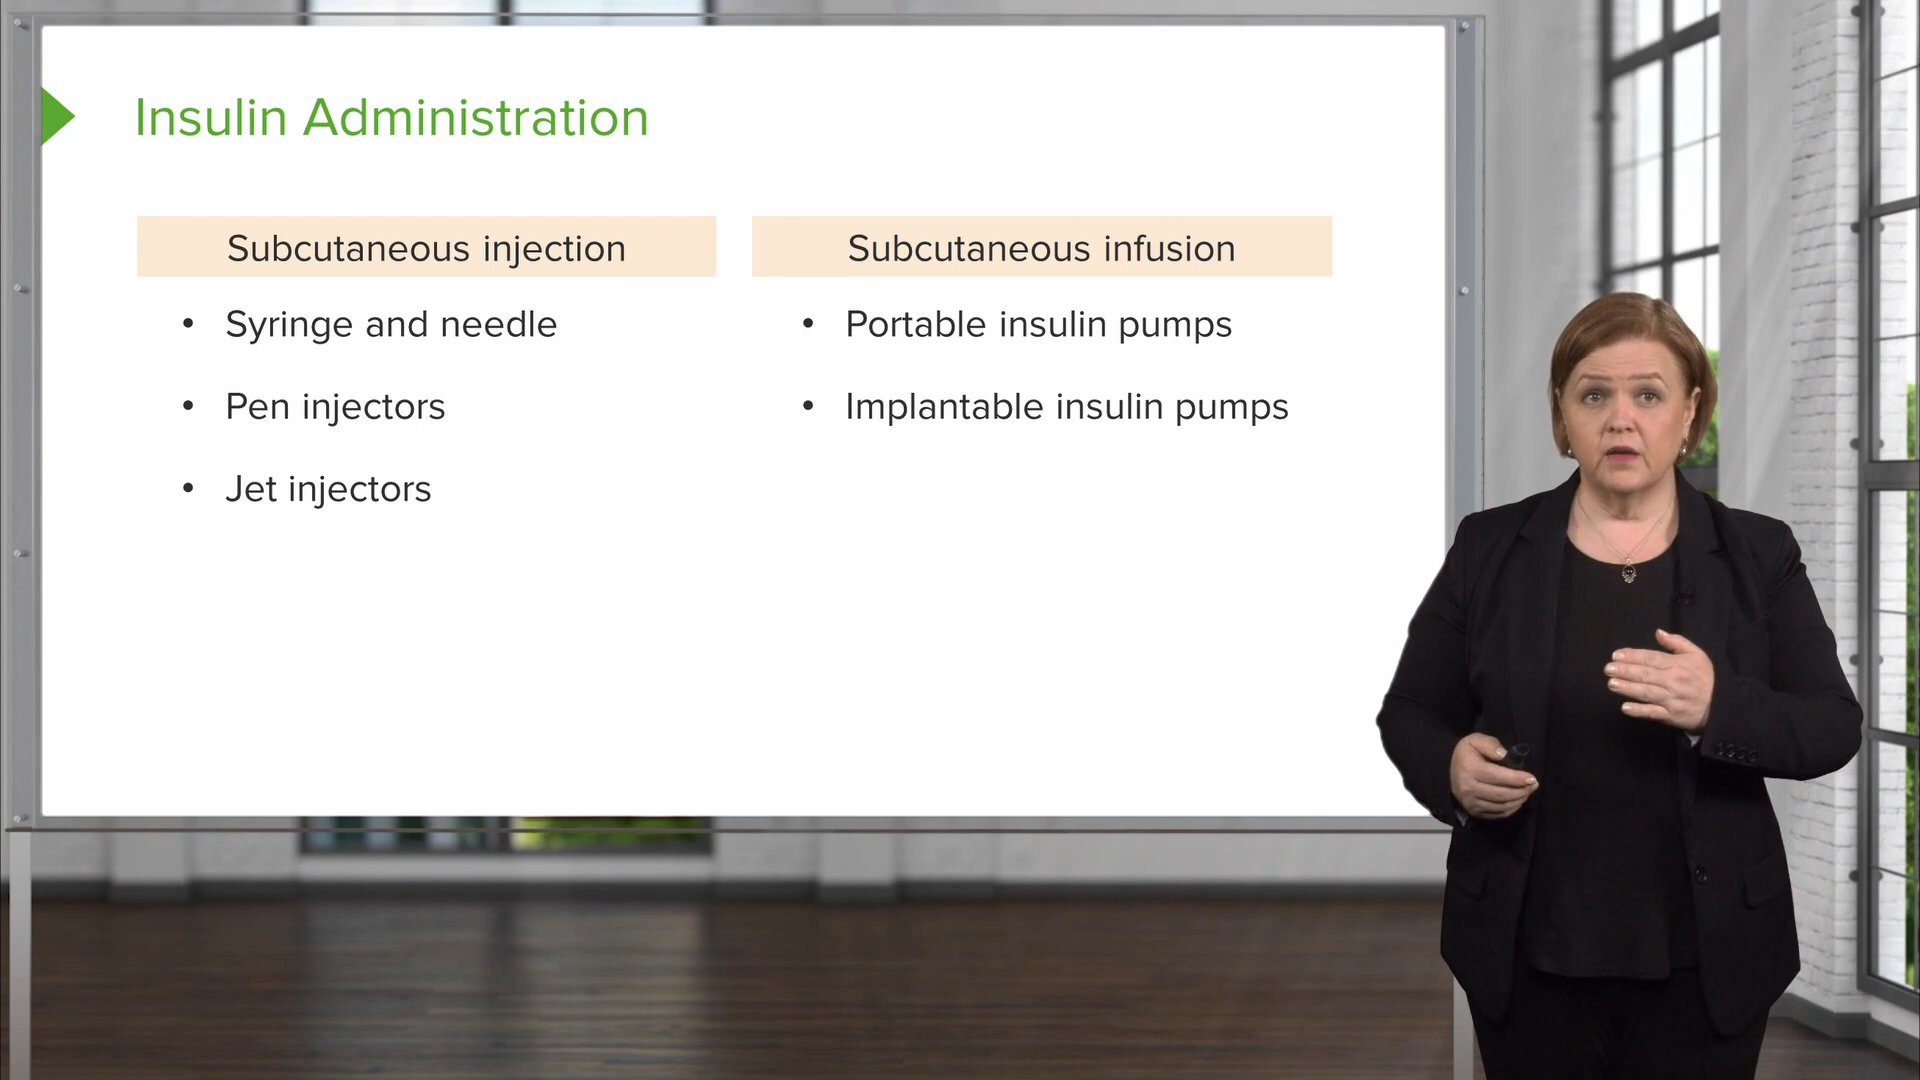 Insulin Administration
Subcutaneous injection
• Syringe and needle
• Pen injectors
• Jet injectors
Subcutaneous infusion
• Portable insulin pumps
• Implantable insulin pumps